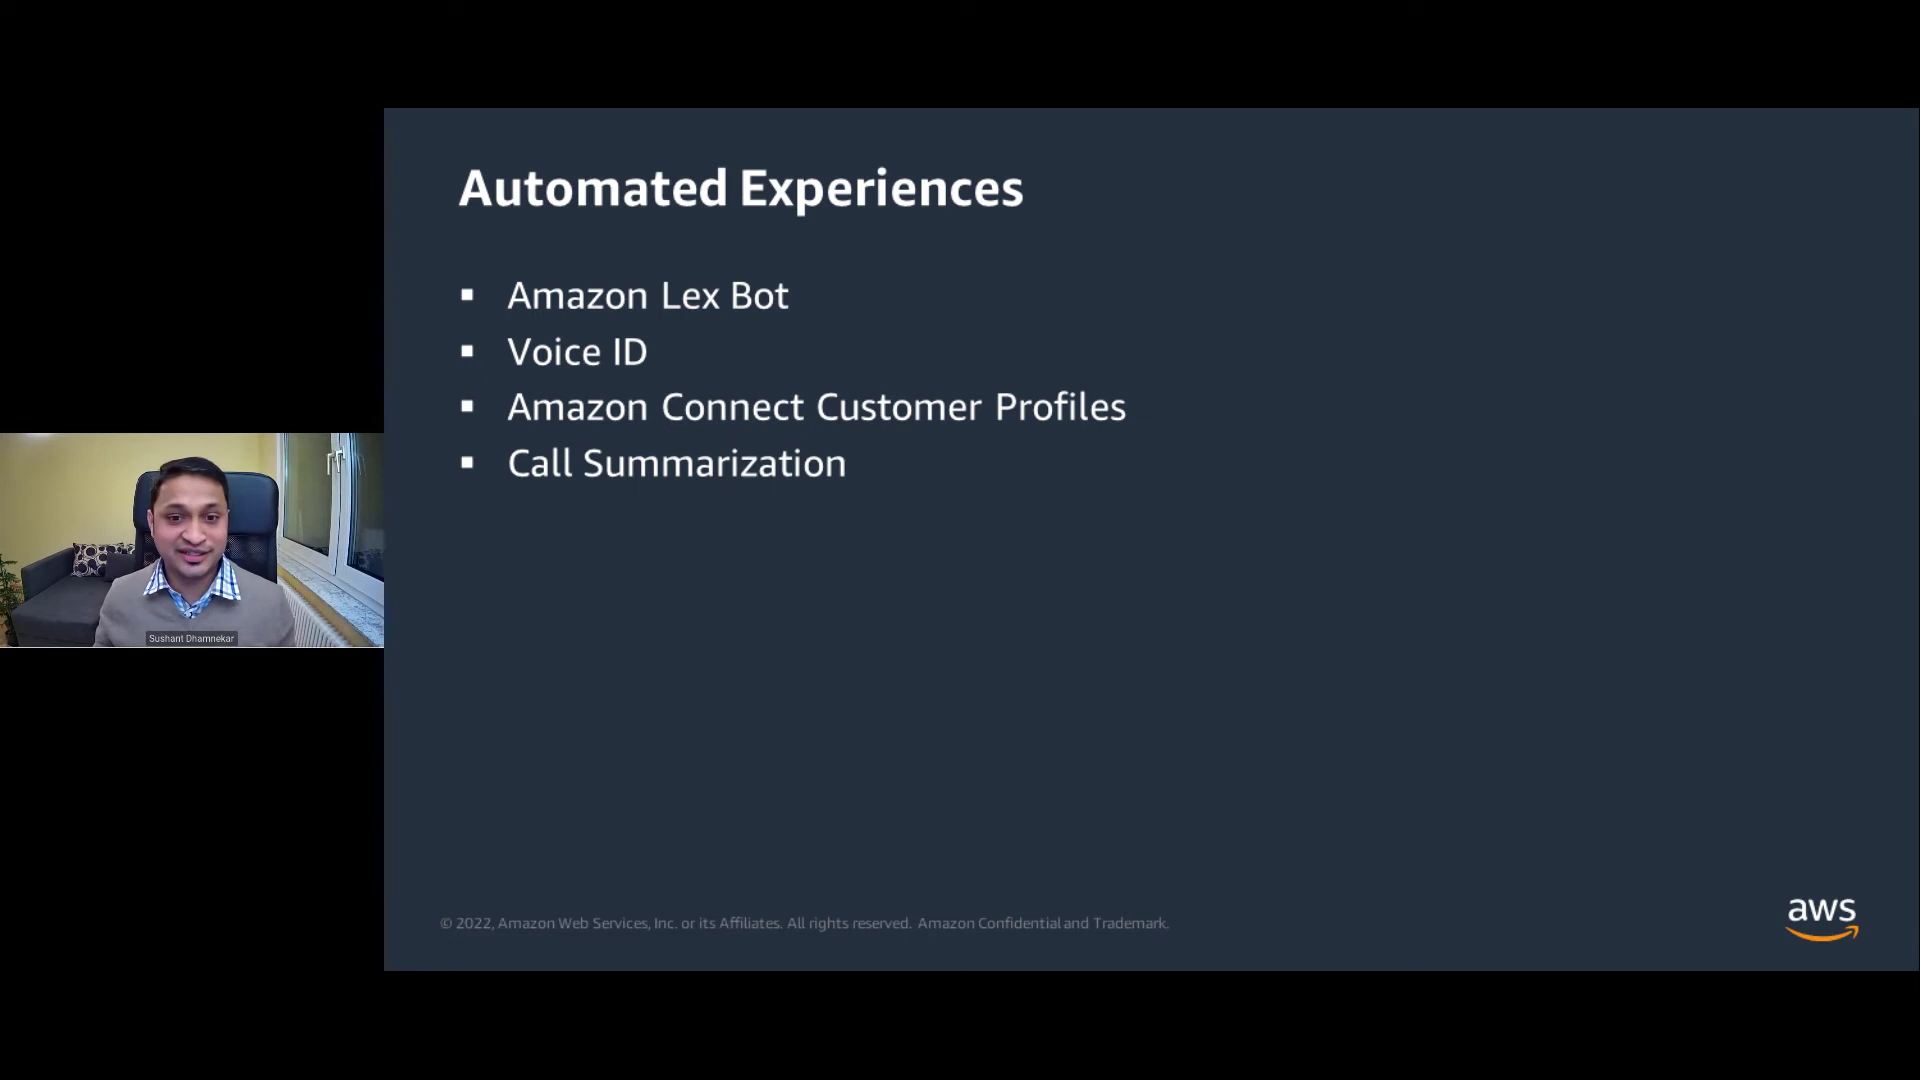 Automated Experiences
▪ Amazon Lex Bot
▪ Voice ID
▪ Amazon Connect Customer Profiles
▪ Call Summarization
Sushant Dhamnekar
© 2022, Amazon Web Services, Inc. or its Affiliates. All rights reserved. Amazon Confidential and Trademark.
aws